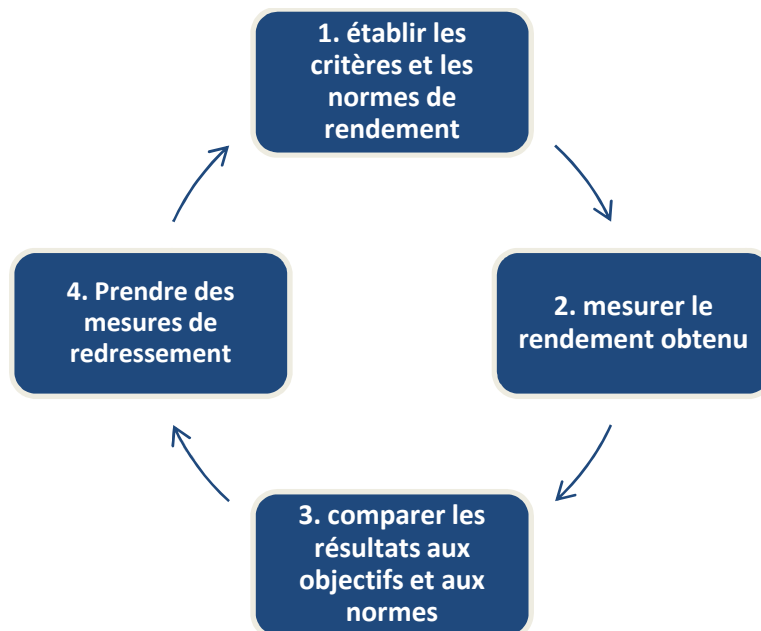 1. établir les
critères et les
normes de
rendement
2. mesurer le
rendement obtenu
3. comparer les
résultats aux
objectifs et aux
normes
4. Prendre des
mesures de
redressement